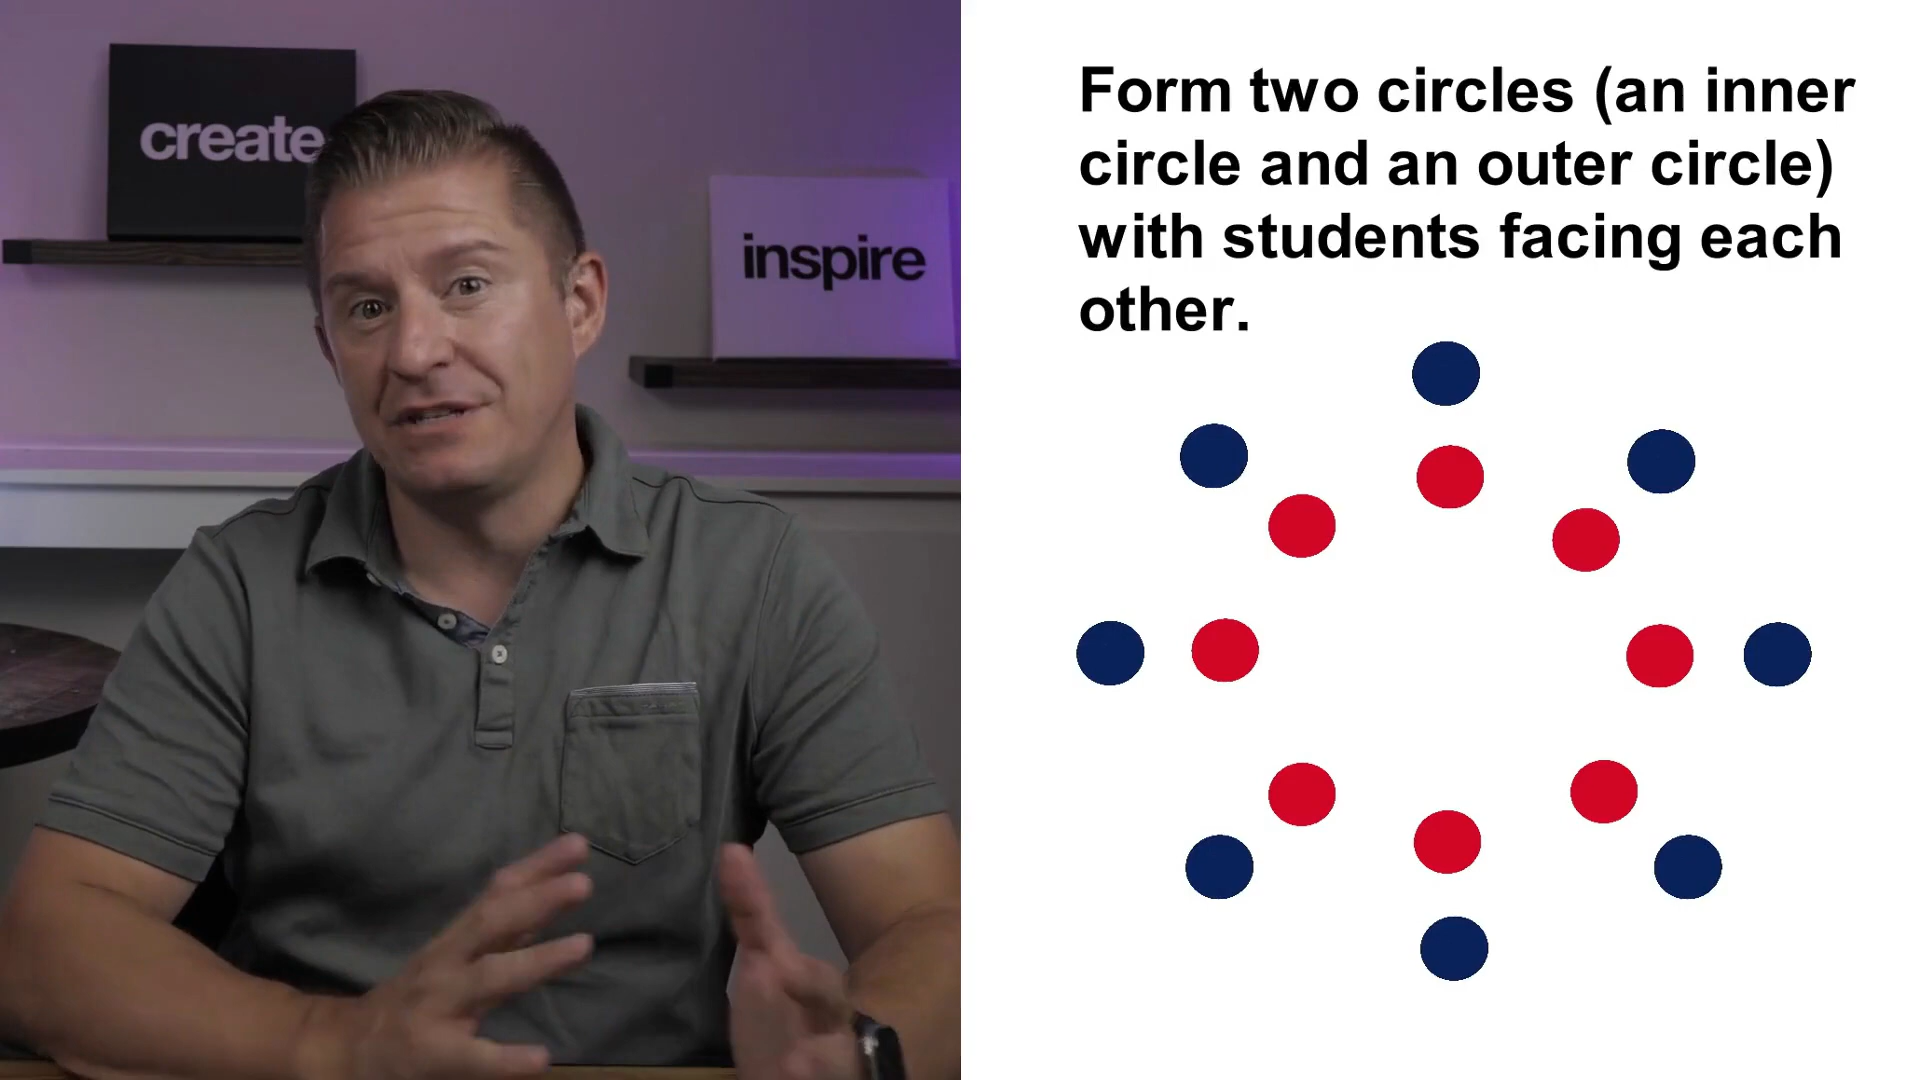 create
inspire
Form two circles (an inner
circle and an outer circle)
with students facing each
other.